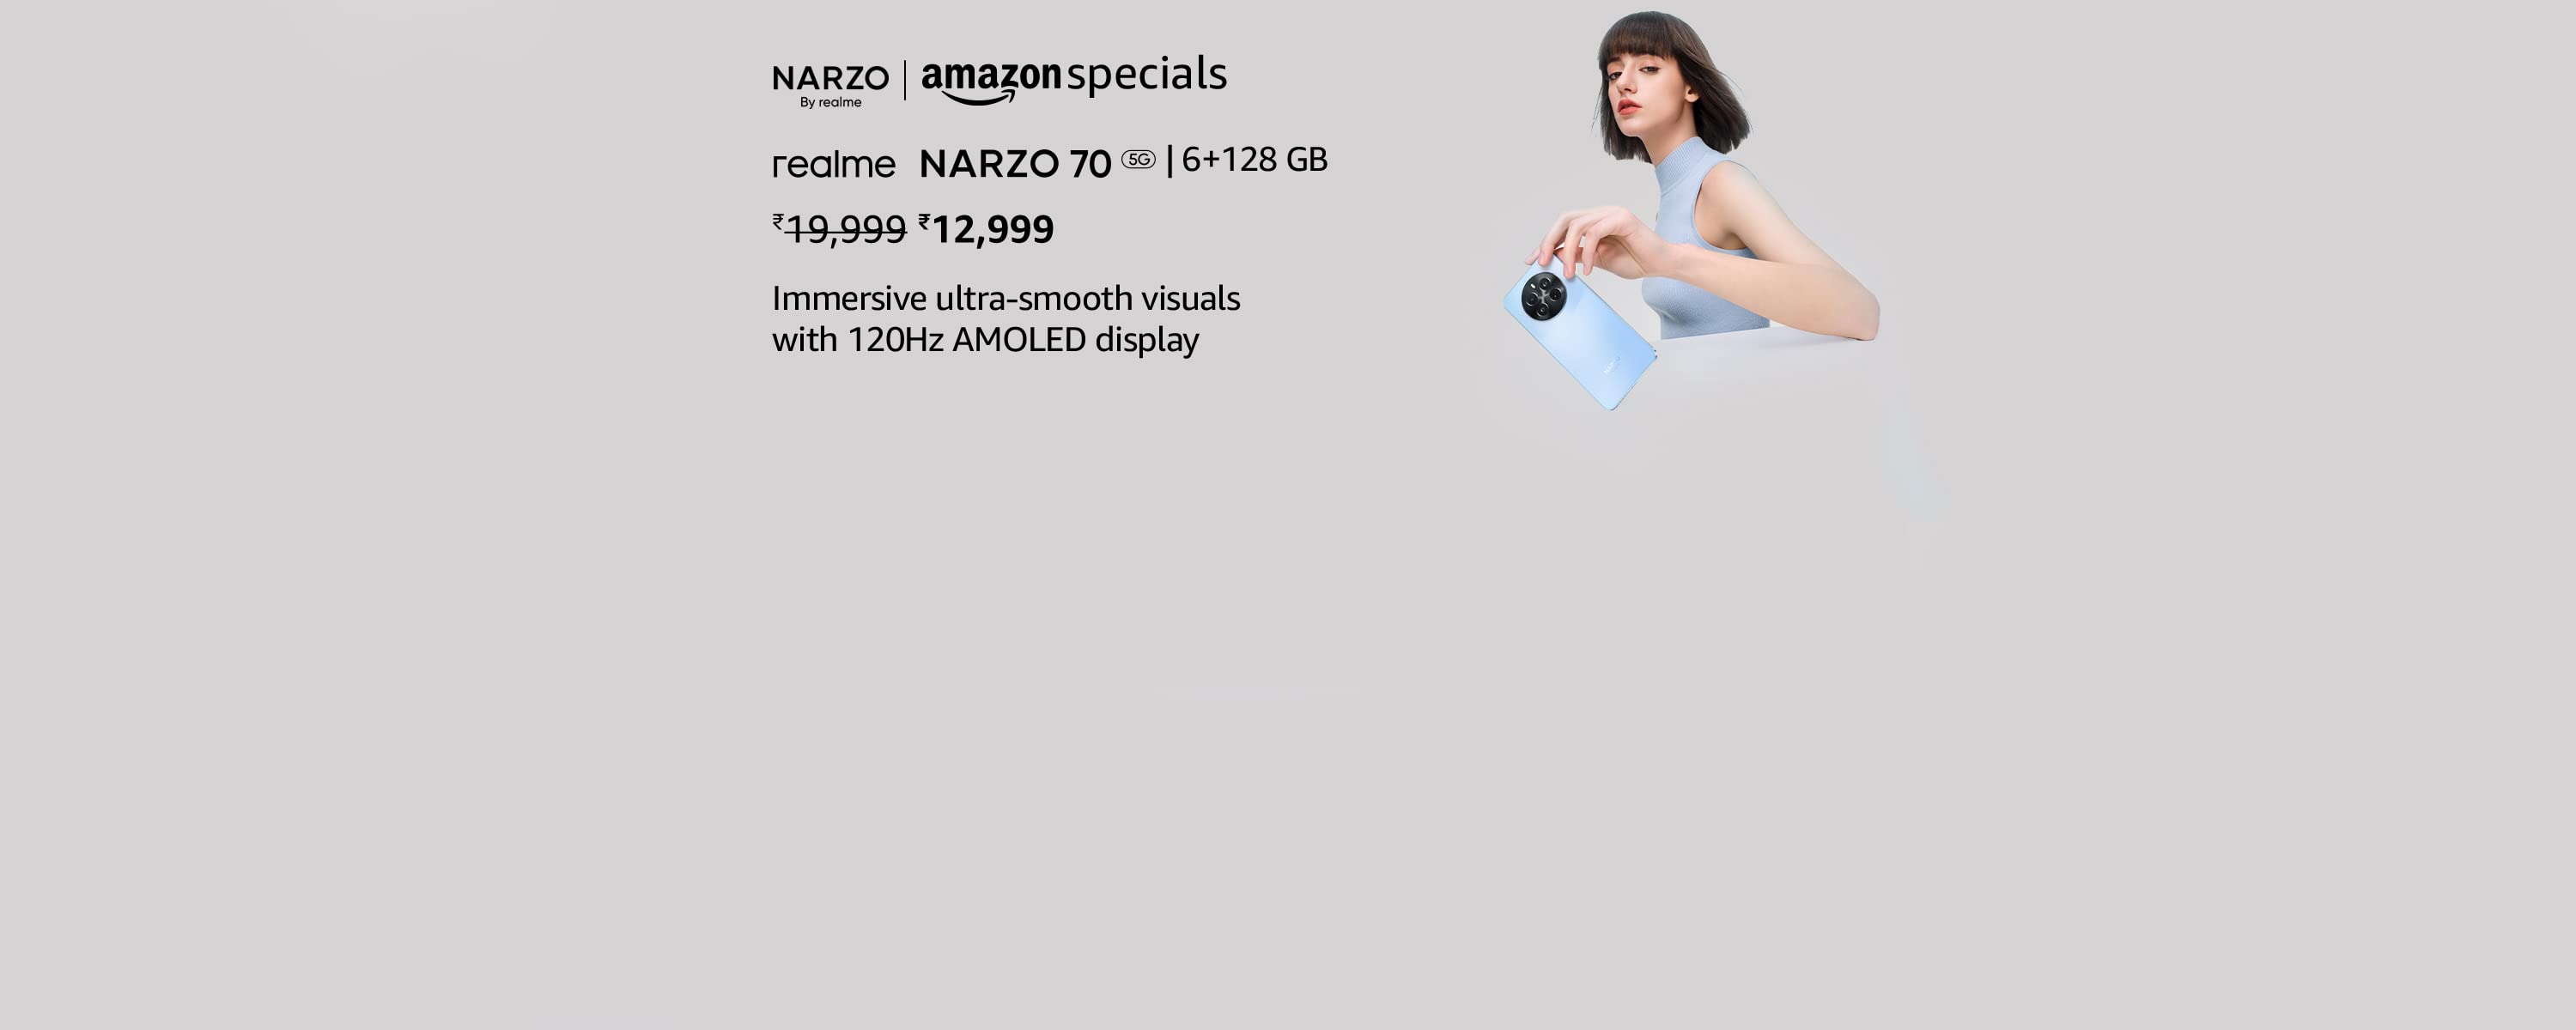 NARZO | amazon specials
By realme
realme NARZO 70 5G | 6+128 GB
₹19,999 ₹12,999
Immersive ultra-smooth visuals
with 120Hz AMOLED display